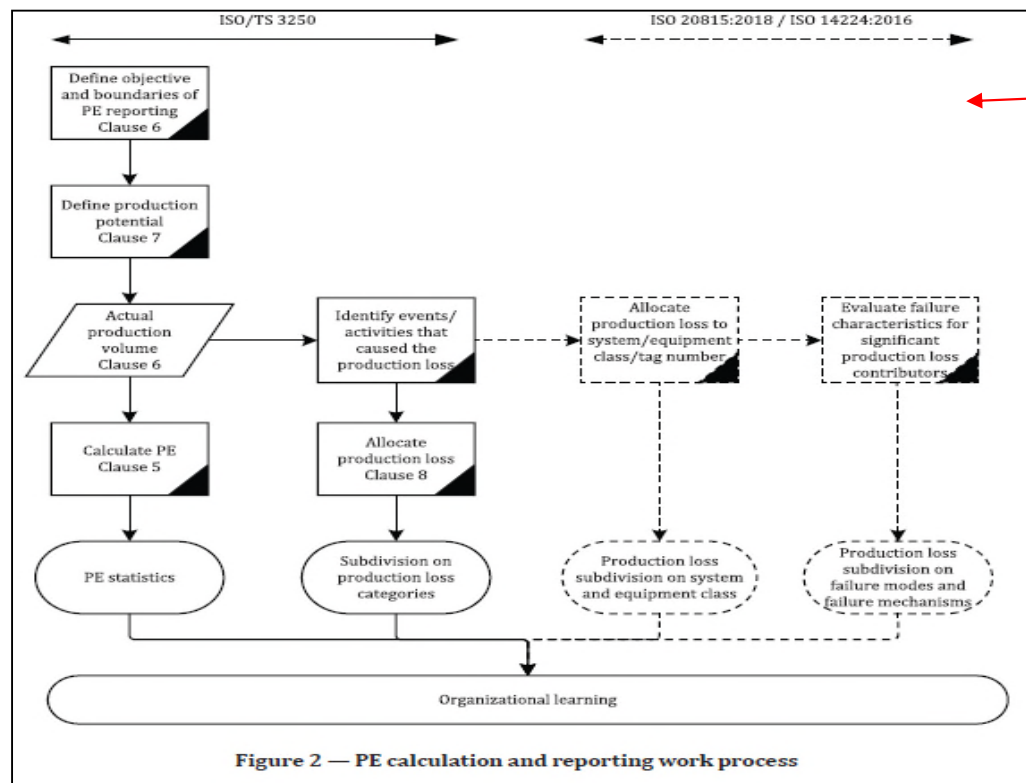 ISO/TS 3250
ISO 20815:2018 / ISO 14224:2016
Define objective
and boundaries of
PE reporting
Clause 6
Define production
potential
Clause 7
Actual
production
volume
Clause 6
Identify events/
activities that
caused the
production loss
Allocate
production loss to
system/equipment
class/tag number
Evaluate failure
characteristics for
significant
production loss
contributors
Calculate PE
Clause 5
Allocate
production loss
Clause 8
PE statistics
Subdivision on
production loss
categories
Production loss
subdivision on system
and equipment class
Production loss
subdivision on
failure modes and
failure mechanisms
Organizational learning
Figure 2 — PE calculation and reporting work process